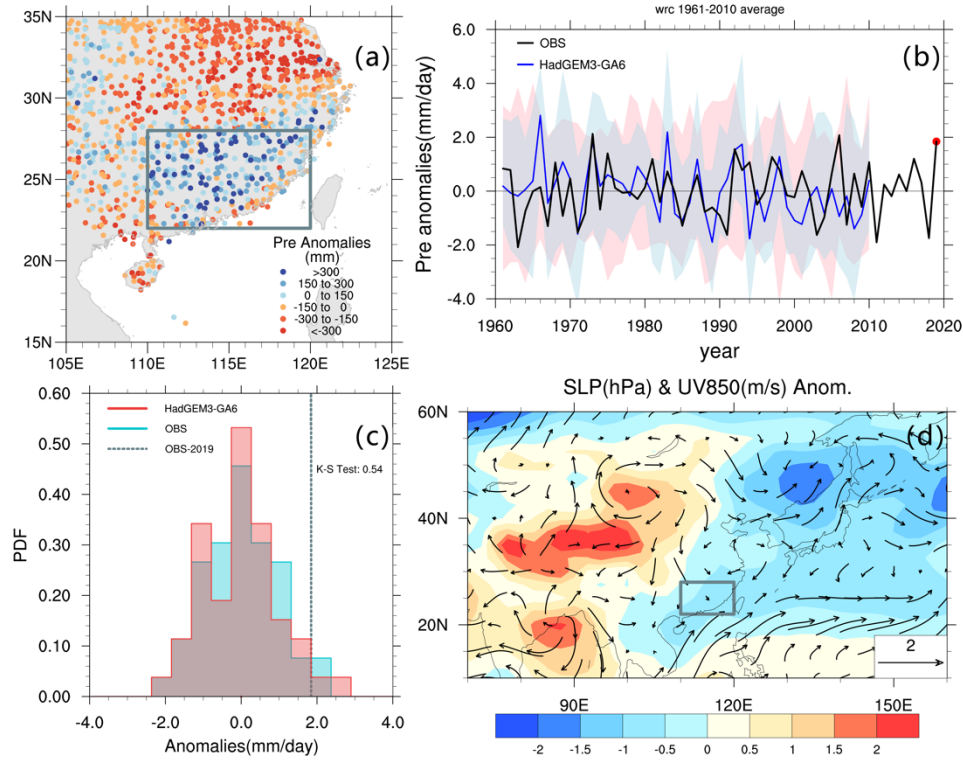 (a)
35N
30N
25N
20N
15N
105E 110E 115E 120E 125E
Pre Anomalies
(mm)
>300
150 to 300
0 to 150
-150 to 0
-300 to -150
<-300
wrc 1961-2010 average
(b)
OBS
HadGEM3-GA6
Pre anomalies(mm/day)
6.0
4.0
2.0
0.0
-2.0
-4.0
1960 1970 1980 1990 2000 2010 2020
year
(c)
HadGEM3-GA6
OBS
OBS-2019
K-S Test: 0.54
PDF
0.60
0.50
0.40
0.30
0.20
0.10
0.00
-4.0 -2.0 0.0 2.0 4.0
Anomalies(mm/day)
SLP(hPa) & UV850(m/s) Anom.
(d)
60N
40N
20N
2
90E 120E 150E
-2 -1.5 -1 -0.5 0 0.5 1 1.5 2